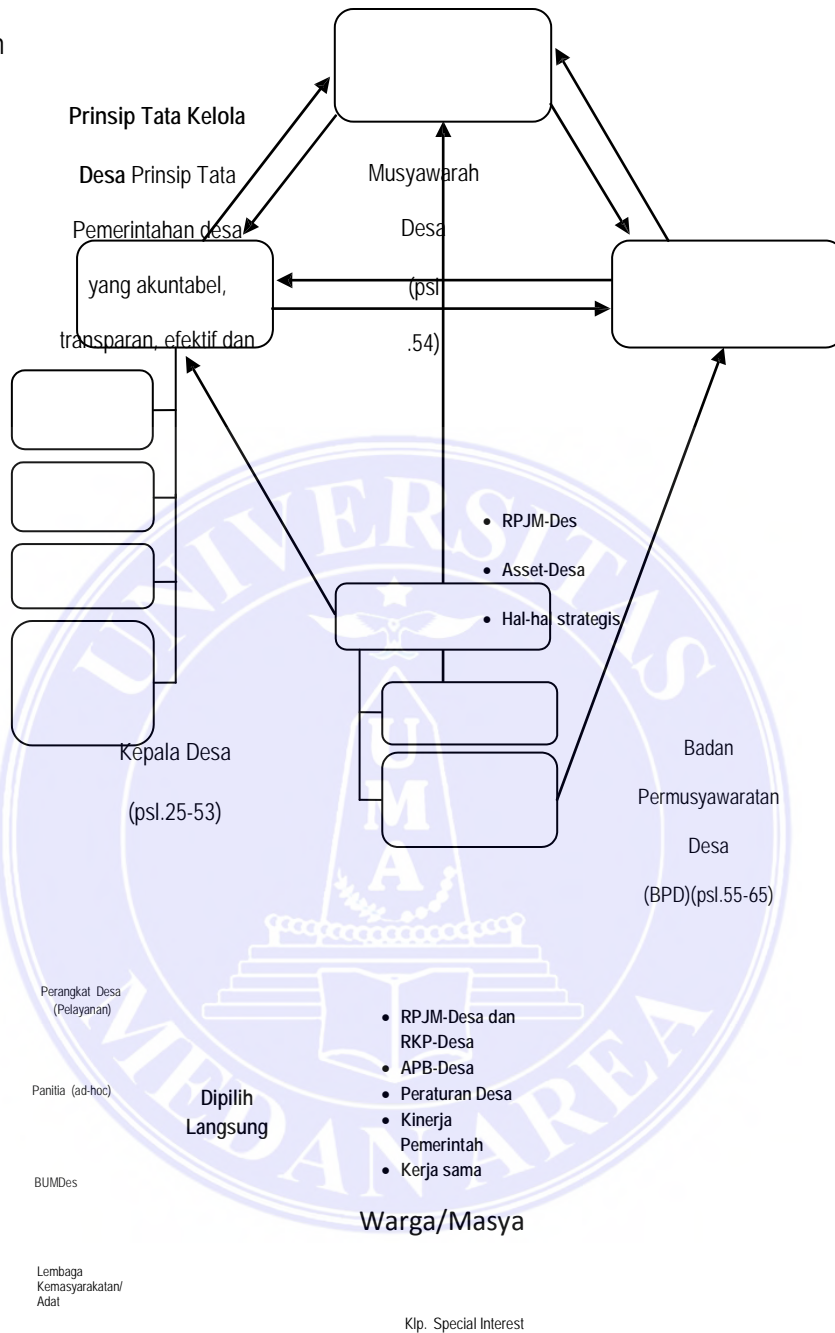 n
Prinsip Tata Kelola
Desa Prinsip Tata
Pemerintahan desa
yang akuntabel,
transparan, efektif dan
Musyawarah
Desa
(psl
.54)
• RPJM-Des
• Asset-Desa
• Hal-hal strategis
Kepala Desa
(psl.25-53)
Badan
Permusyawaratan
Desa
(BPD)(psl.55-65)
Perangkat Desa
(Pelayanan)
Panitia (ad-hoc)
BUMDes
Lembaga
Kemasyarakatan/
Adat
Dipilih
Langsung
• RPJM-Desa dan
RKP-Desa
• APB-Desa
• Peraturan Desa
• Kinerja
Pemerintah
• Kerja sama
Warga/Masya
Klp. Special Interest
UNIVERSITAS
MEDAN AREA
U
M
A